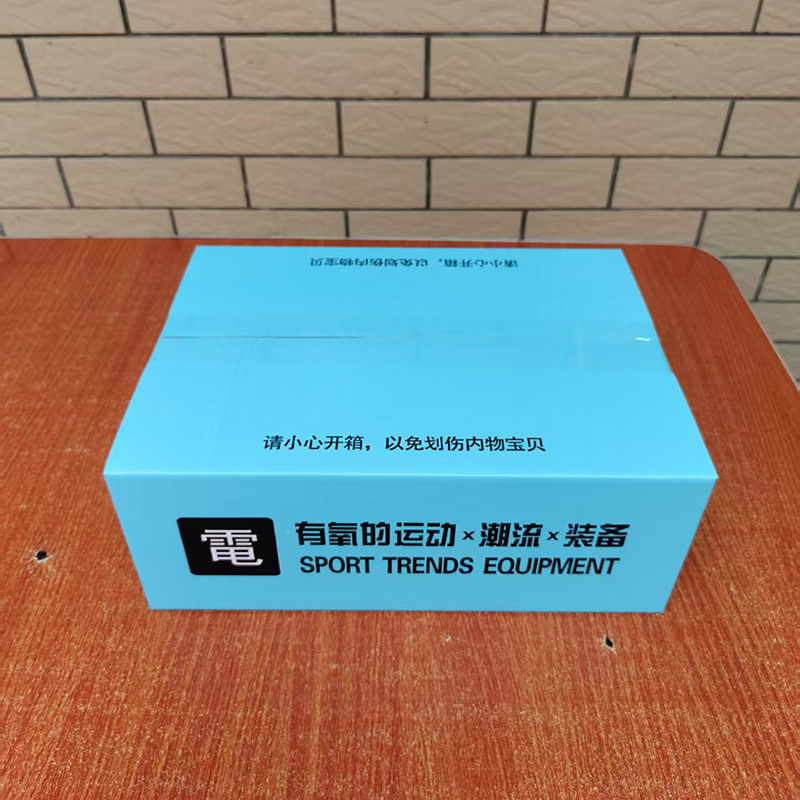 请小心开箱，以免划伤内物宝贝
请小心开箱，以免划伤内物宝贝
電
有氧的运动×潮流×装备
SPORT TRENDS EQUIPMENT